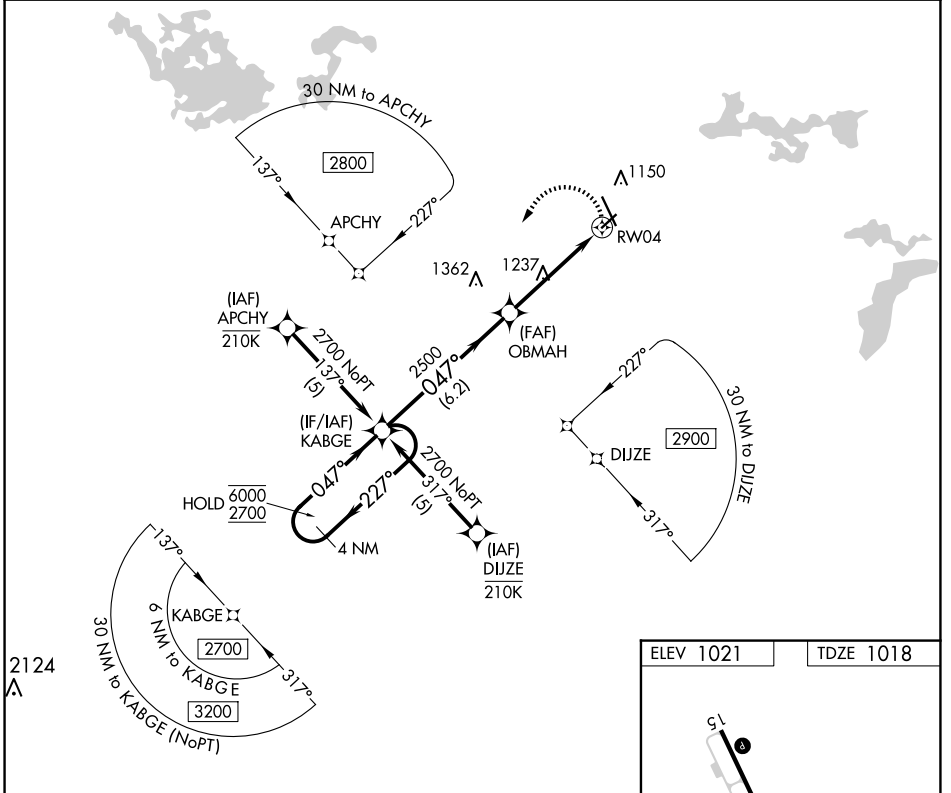 30 NM to APCHY
2800
137°
227°
APCHY
1150
RW04
1362
1237
(FAF)
OBMAH
(IAF)
APCHY
210K
2700 NoPT
137°
(5)
2500
047°
(6.2)
(IF/IAF)
KABGE
227°
30 NM to DIJZE
2900
DIJZE
317°
2700 NoPT
317°
(5)
047°
227°
HOLD 6000
2700
4 NM
(IAF)
DIJZE
210K
137°
KABGE
6 NM to KABGE
2700
317°
30 NM to KABGE (NoPT)
3200
2124
ELEV 1021
TDZE 1018
15
P